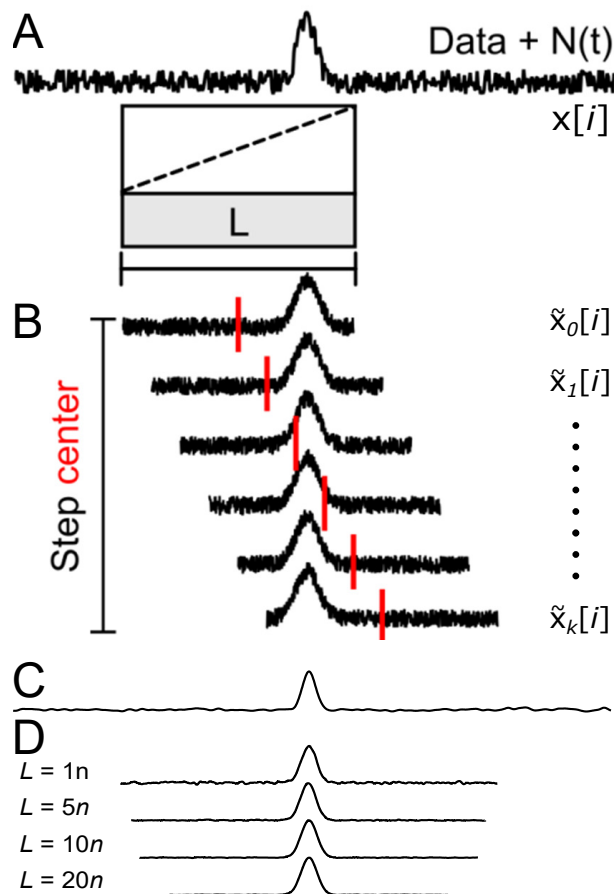 A
Data + N(t)
x[i]
L
B
x̃0[i]
x̃1[i]
Step center
x̃k[i]
C
D
L = 1n
L = 5n
L = 10n
L = 20n